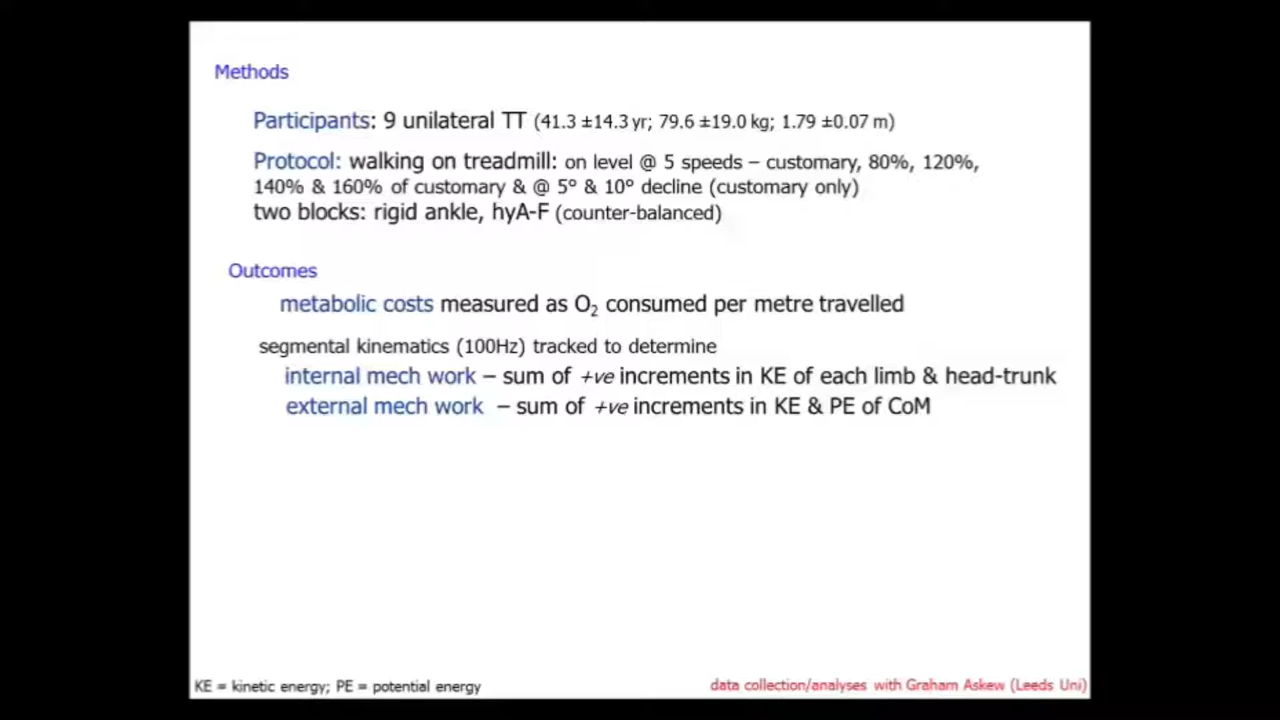 Methods
Participants: 9 unilateral TT (41.3 ±14.3 yr; 79.6 ±19.0 kg; 1.79 ±0.07 m)
Protocol: walking on treadmill: on level @ 5 speeds – customary, 80%, 120%,
140% & 160% of customary & @ 5° & 10° decline (customary only)
two blocks: rigid ankle, hyA-F (counter-balanced)
Outcomes
metabolic costs measured as O₂ consumed per metre travelled
segmental kinematics (100Hz) tracked to determine
internal mech work – sum of +ve increments in KE of each limb & head-trunk
external mech work – sum of +ve increments in KE & PE of CoM
KE = kinetic energy; PE = potential energy
data collection/analyses with Graham Askew (Leeds Uni)